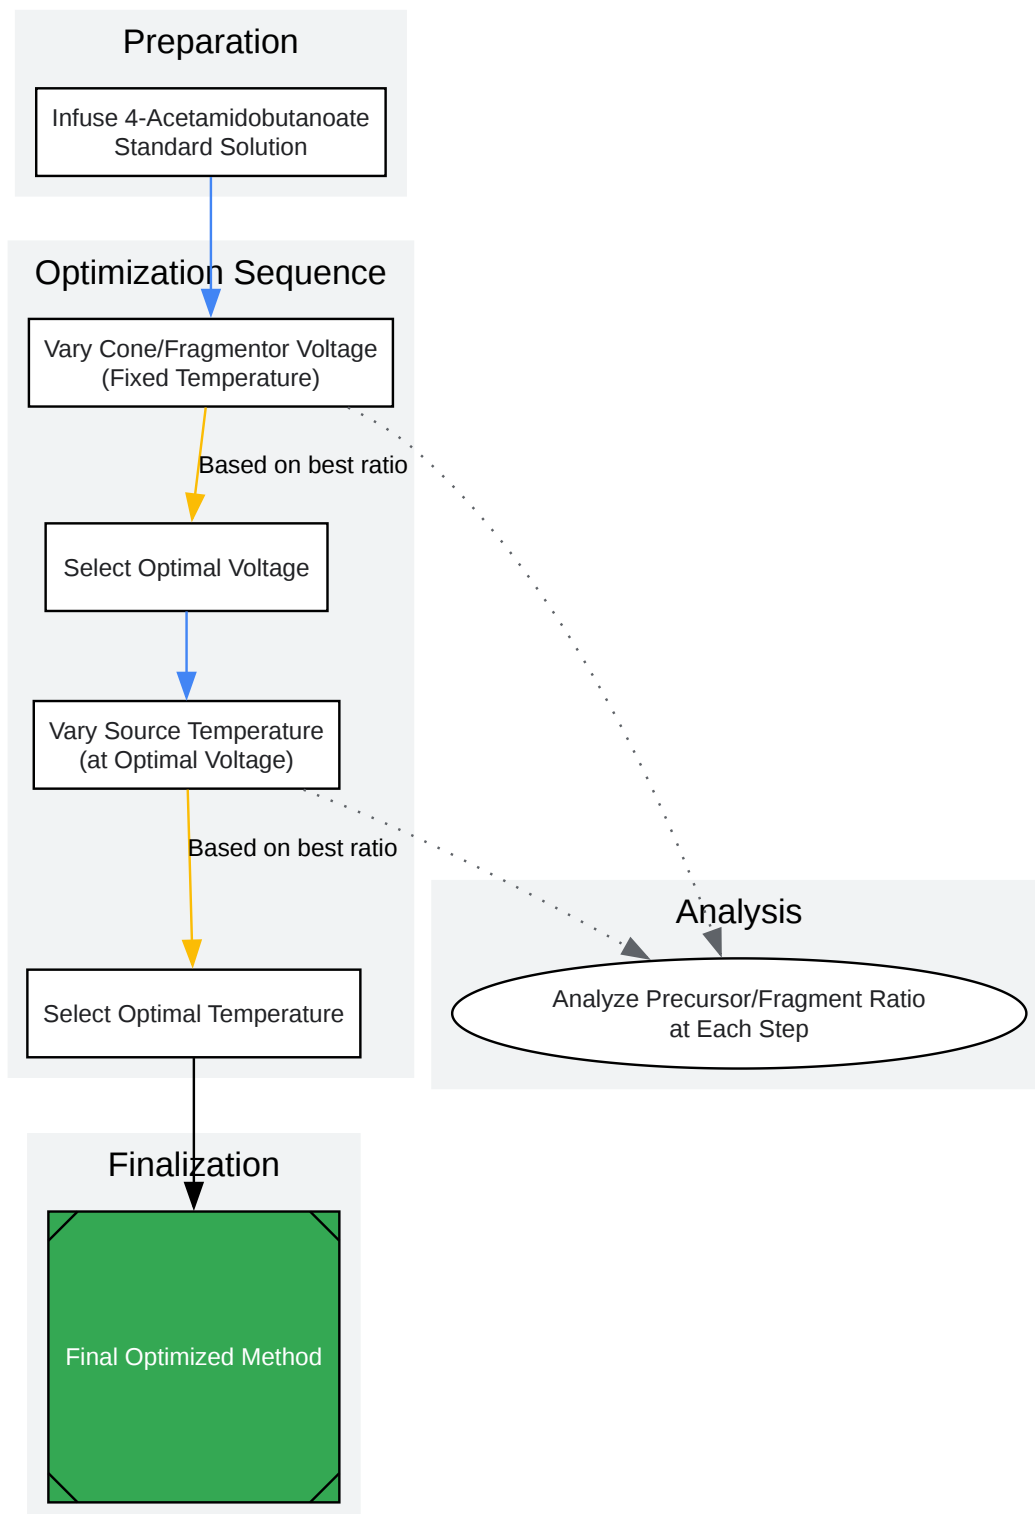 Preparation
Infuse 4-Acetamidobutanoate
Standard Solution
Optimization Sequence
Vary Cone/Fragmentor Voltage
(Fixed Temperature)
Based on best ratio
Select Optimal Voltage
Vary Source Temperature
(at Optimal Voltage)
Based on best ratio
Select Optimal Temperature
Analysis
Analyze Precursor/Fragment Ratio
at Each Step
Finalization
Final Optimized Method